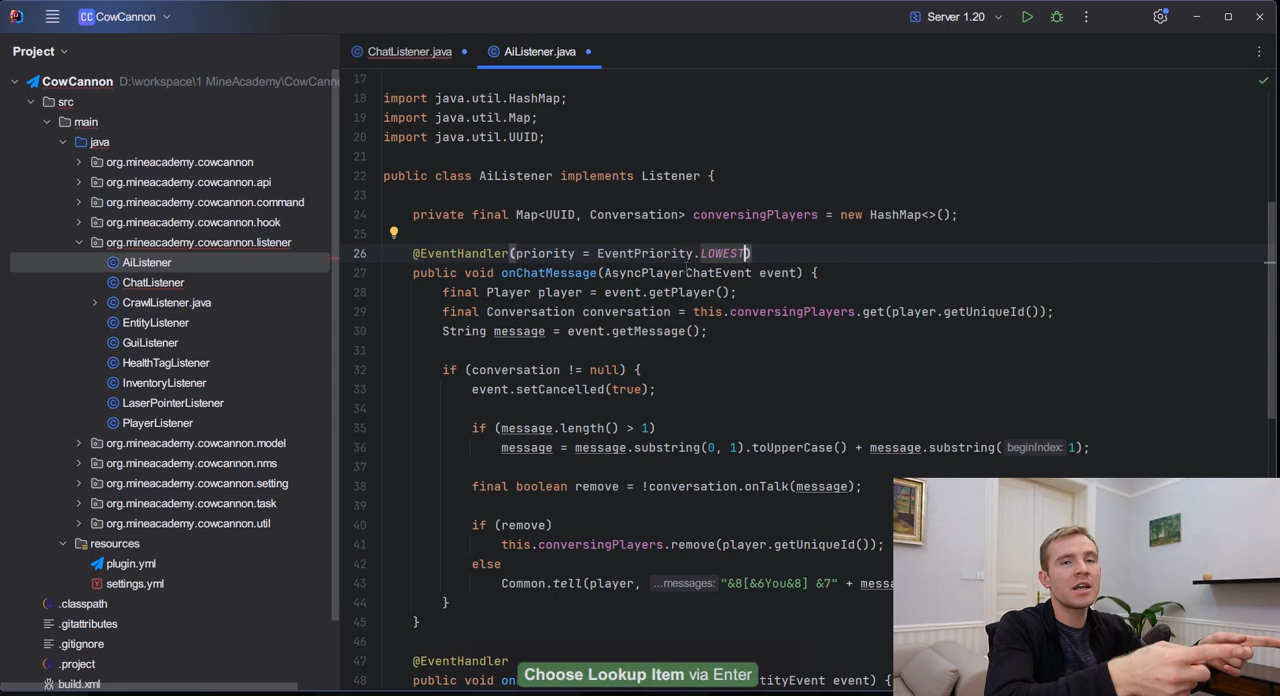 CC CowCannon
Server 1.20
Project
ChatListener.java
AiListener.java
CowCannon D:\workspace\1 MineAcademy\CowCann
src
main
java
org.mineacademy.cowcannon
org.mineacademy.cowcannon.api
org.mineacademy.cowcannon.command
org.mineacademy.cowcannon.hook
org.mineacademy.cowcannon.listener
AiListener
ChatListener
CrawlListener.java
EntityListener
GuiListener
HealthTagListener
InventoryListener
LaserPointerListener
PlayerListener
org.mineacademy.cowcannon.model
org.mineacademy.cowcannon.nms
org.mineacademy.cowcannon.setting
org.mineacademy.cowcannon.task
org.mineacademy.cowcannon.util
resources
plugin.yml
settings.yml
.classpath
.gitattributes
.gitignore
.project
build.xml
17
18 import java.util.HashMap;
19 import java.util.Map;
20 import java.util.UUID;
21
22 public class AiListener implements Listener {
23
24 private final Map<UUID, Conversation> conversingPlayers = new HashMap<>();
25
26 @EventHandler(priority = EventPriority.LOWEST)
27 public void onChatMessage(AsyncPlayerChatEvent event) {
28 final Player player = event.getPlayer();
29 final Conversation conversation = this.conversingPlayers.get(player.getUniqueId());
30 String message = event.getMessage();
31
32 if (conversation != null) {
33 event.setCancelled(true);
34
35 if (message.length() > 1)
36 message = message.substring(0, 1).toUpperCase() + message.substring( beginIndex: 1);
37
38 final boolean remove = !conversation.onTalk(message);
39
40 if (remove)
41 this.conversingPlayers.remove(player.getUniqueId());
42 else
43 Common.tell(player, ...messages: "&8[&6You&8] &7" + messa
44 }
45 }
46
47 @EventHandler
48 public void on tityEvent event) {
Choose Lookup Item via Enter